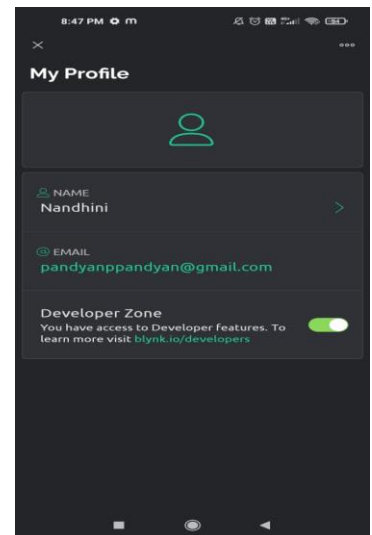 8:47 PM
My Profile
NAME
Nandhini
EMAIL
pandyanppandyan@gmail.com
Developer Zone
You have access to Developer features. To
learn more visit blynk.io/developers